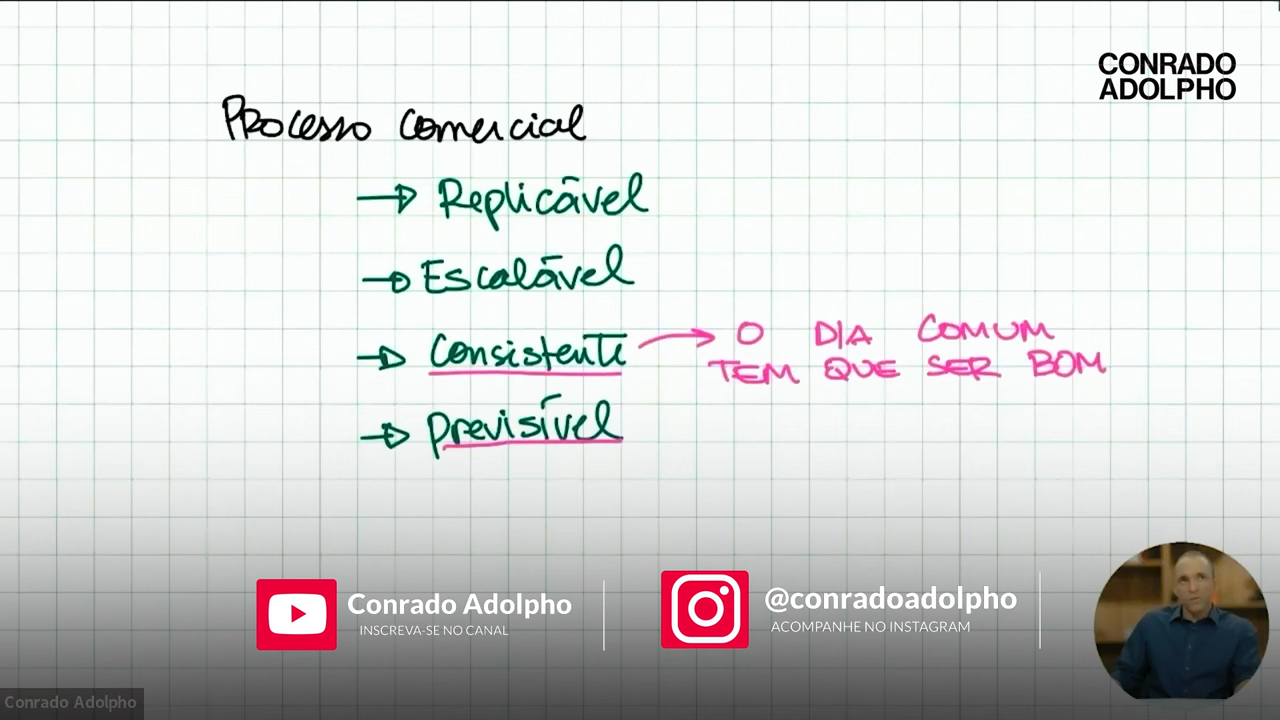 CONRADO
ADOLPHO
Processo comercial
Replicável
Escalável
Consistente
O DIA COMUM
TEM QUE SER BOM
Previsível
Conrado Adolpho
INSCREVA-SE NO CANAL
@conradoadolpho
ACOMPANHE NO INSTAGRAM
Conrado Adolpho